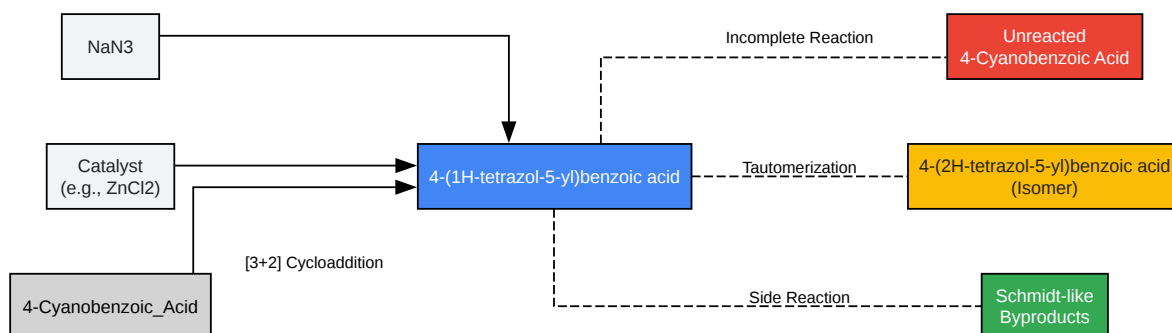 NaN3
Incomplete Reaction
Unreacted
4-Cyanobenzoic Acid
Catalyst
(e.g., ZnCl2)
4-(1H-tetrazol-5-yl)benzoic acid
Tautomerization
4-(2H-tetrazol-5-yl)benzoic acid
(Isomer)
[3+2] Cycloaddition
4-Cyanobenzoic_Acid
Side Reaction
Schmidt-like
Byproducts